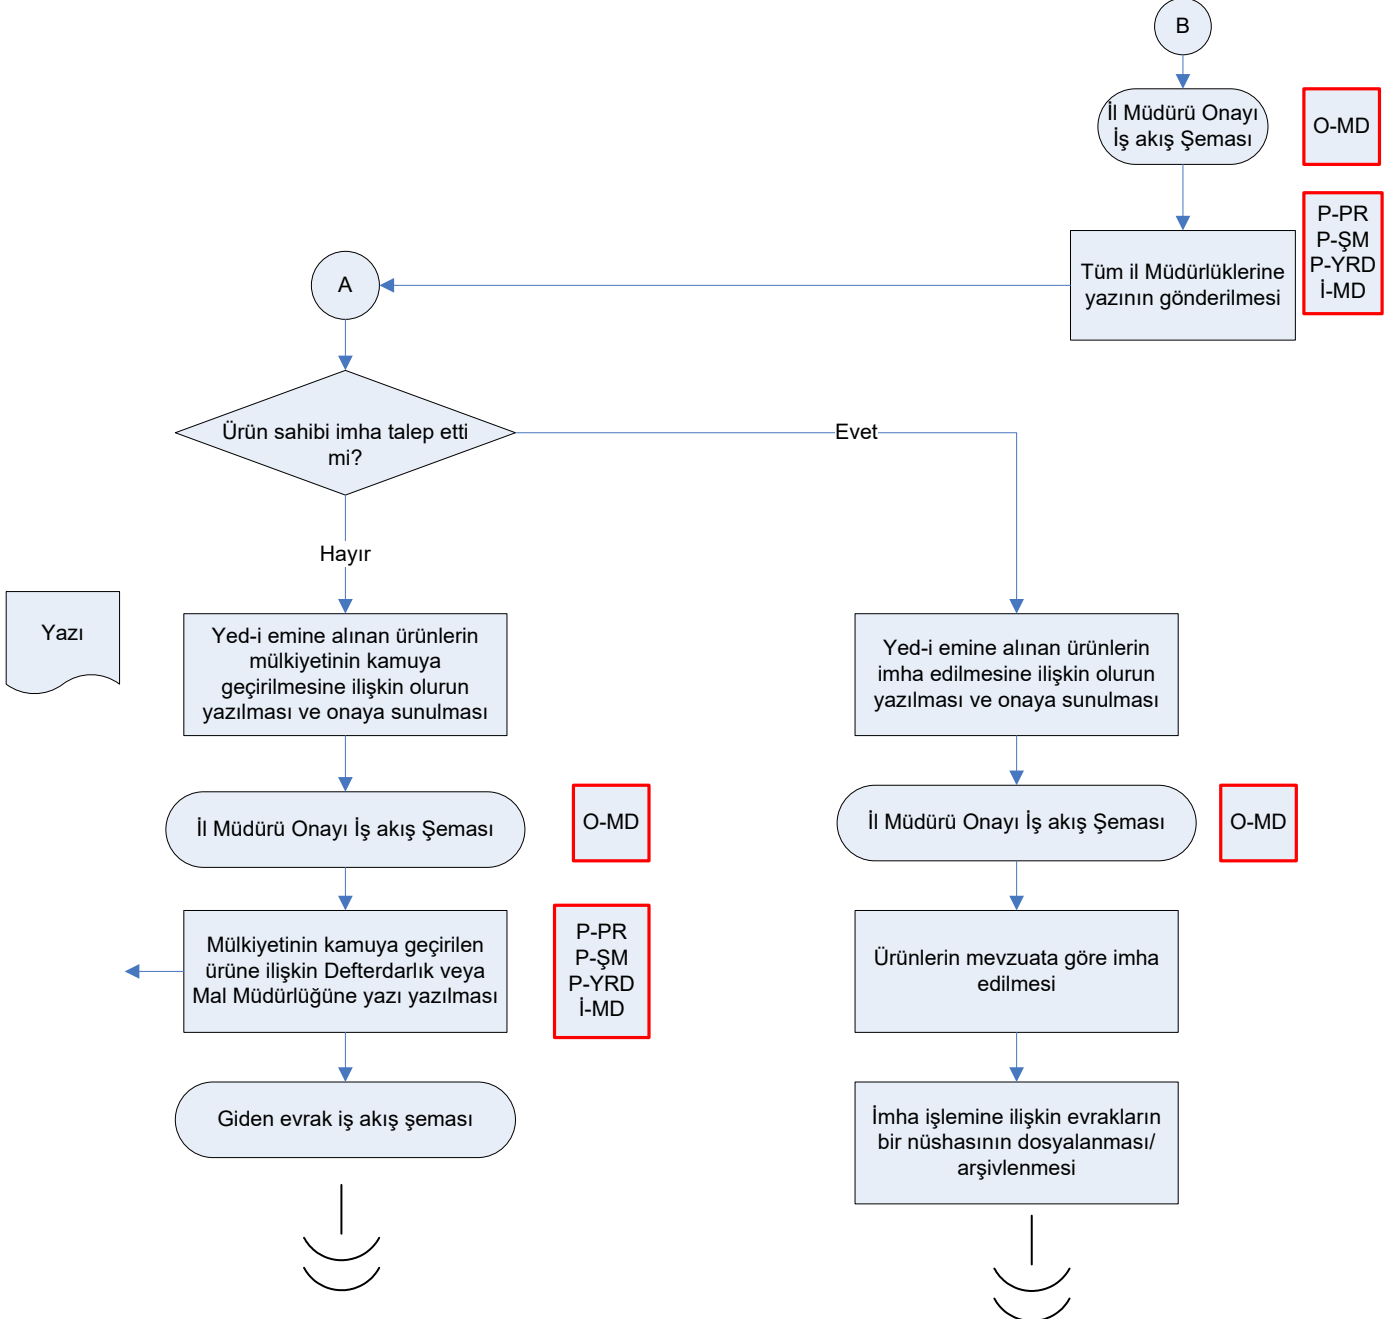 B
İl Müdürü Onayı
İş akış Şeması
O-MD
P-PR
P-ŞM
P-YRD
İ-MD
Tüm il Müdürlüklerine
yazının gönderilmesi
A
Ürün sahibi imha talep etti
mi?
Evet
Hayır
Yazı
Yed-i emine alınan ürünlerin
mülkiyetinin kamuya
geçirilmesine ilişkin olurun
yazılması ve onaya sunulması
Yed-i emine alınan ürünlerin
imha edilmesine ilişkin olurun
yazılması ve onaya sunulması
İl Müdürü Onayı İş akış Şeması
O-MD
İl Müdürü Onayı İş akış Şeması
O-MD
Mülkiyetinin kamuya geçirilen
ürüne ilişkin Defterdarlık veya
Mal Müdürlüğüne yazı yazılması
P-PR
P-ŞM
P-YRD
İ-MD
Ürünlerin mevzuata göre imha
edilmesi
Giden evrak iş akış şeması
İmha işlemine ilişkin evrakların
bir nüshasının dosyalanması/
arşivlenmesi